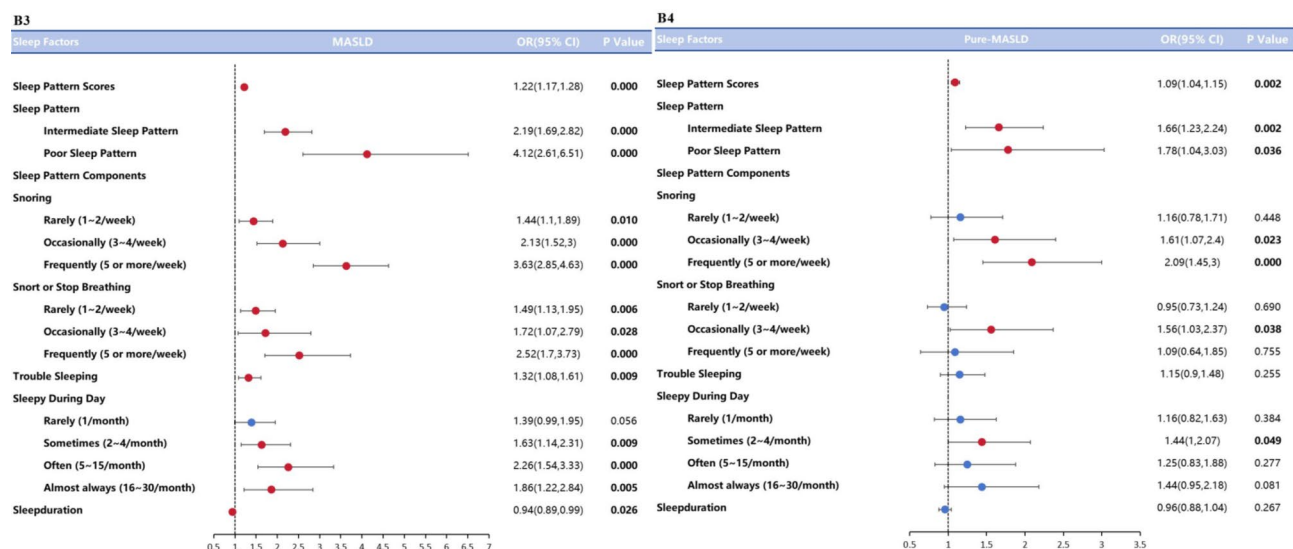 B3
Sleep Factors MASLD OR(95% CI) P Value
Sleep Pattern Scores 1.22(1.17,1.28) 0.000
Sleep Pattern
Intermediate Sleep Pattern 2.19(1.69,2.82) 0.000
Poor Sleep Pattern 4.12(2.61,6.51) 0.000
Sleep Pattern Components
Snoring
Rarely (1~2/week) 1.44(1.1,1.89) 0.010
Occasionally (3~4/week) 2.13(1.52,3) 0.000
Frequently (5 or more/week) 3.63(2.85,4.63) 0.000
Snort or Stop Breathing
Rarely (1~2/week) 1.49(1.13,1.95) 0.006
Occasionally (3~4/week) 1.72(1.07,2.79) 0.028
Frequently (5 or more/week) 2.52(1.7,3.73) 0.000
Trouble Sleeping 1.32(1.08,1.61) 0.009
Sleepy During Day
Rarely (1/month) 1.39(0.99,1.95) 0.056
Sometimes (2~4/month) 1.63(1.14,2.31) 0.009
Often (5~15/month) 2.26(1.54,3.33) 0.000
Almost always (16~30/month) 1.86(1.22,2.84) 0.005
Sleepduration 0.94(0.89,0.99) 0.026
0.5 1 1.5 2 2.5 3 3.5 4 4.5 5 5.5 6 6.5 7
B4
Sleep Factors Pure-MASLD OR(95% CI) P Value
Sleep Pattern Scores 1.09(1.04,1.15) 0.002
Sleep Pattern
Intermediate Sleep Pattern 1.66(1.23,2.24) 0.002
Poor Sleep Pattern 1.78(1.04,3.03) 0.036
Sleep Pattern Components
Snoring
Rarely (1~2/week) 1.16(0.78,1.71) 0.448
Occasionally (3~4/week) 1.61(1.07,2.4) 0.023
Frequently (5 or more/week) 2.09(1.45,3) 0.000
Snort or Stop Breathing
Rarely (1~2/week) 0.95(0.73,1.24) 0.690
Occasionally (3~4/week) 1.56(1.03,2.37) 0.038
Frequently (5 or more/week) 1.09(0.64,1.85) 0.755
Trouble Sleeping 1.15(0.9,1.48) 0.255
Sleepy During Day
Rarely (1/month) 1.16(0.82,1.63) 0.384
Sometimes (2~4/month) 1.44(1,2.07) 0.049
Often (5~15/month) 1.25(0.83,1.88) 0.277
Almost always (16~30/month) 1.44(0.95,2.18) 0.081
Sleepduration 0.96(0.88,1.04) 0.267
0.5 1 1.5 2 2.5 3 3.5